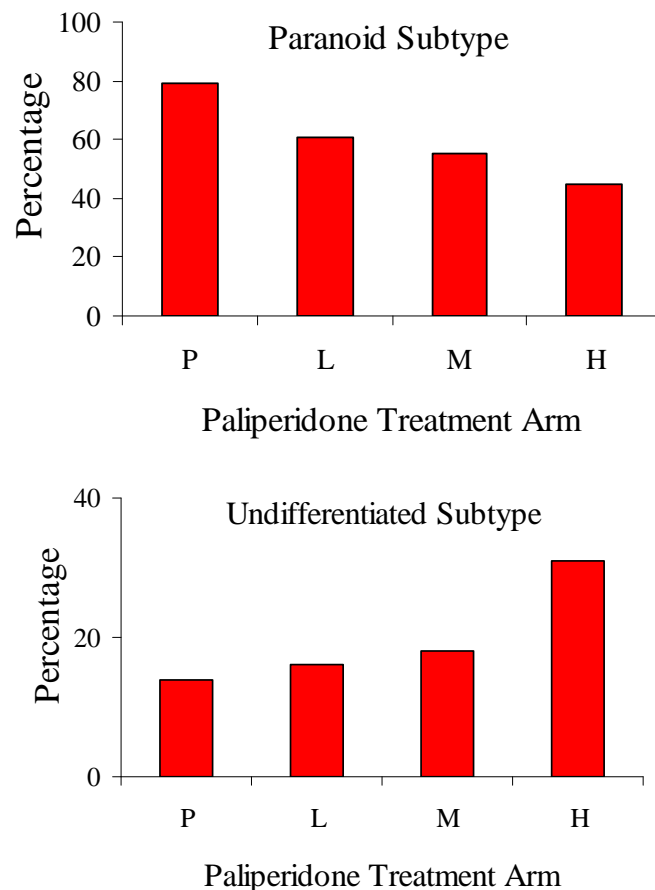 Paranoid Subtype
Percentage
100
80
60
40
20
0
P L M H
Paliperidone Treatment Arm
Undifferentiated Subtype
Percentage
40
20
0
P L M H
Paliperidone Treatment Arm